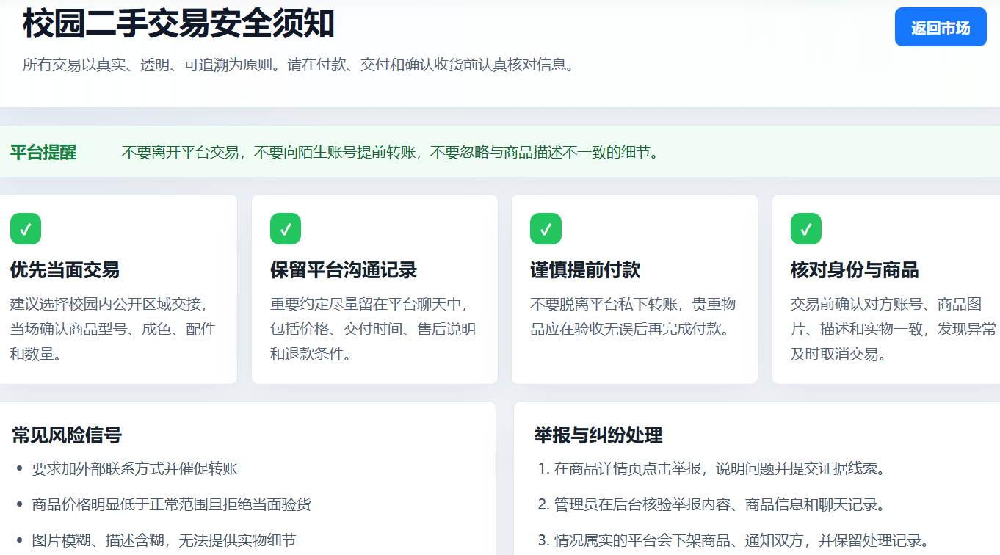 校园二手交易安全须知
返回市场
所有交易以真实、透明、可追溯为原则。请在付款、交付和确认收货前认真核对信息。
平台提醒 不要离开平台交易，不要向陌生账号提前转账，不要忽略与商品描述不一致的细节。
✓
优先当面交易
建议选择校园内公开区域交接，
当场确认商品型号、成色、配件
和数量。
✓
保留平台沟通记录
重要约定尽量留在平台聊天中，
包括价格、交付时间、售后说明
和退款条件。
✓
谨慎提前付款
不要脱离平台私下转账，贵重物
品应在验收无误后再完成付款。
✓
核对身份与商品
交易前确认对方账号、商品图
片、描述和实物一致，发现异常
及时取消交易。
常见风险信号
• 要求加外部联系方式并催促转账
• 商品价格明显低于正常范围且拒绝当面验货
• 图片模糊、描述含糊，无法提供实物细节
举报与纠纷处理
1. 在商品详情页点击举报，说明问题并提交证据线索。
2. 管理员在后台核验举报内容、商品信息和聊天记录。
3. 情况属实的平台会下架商品、通知双方，并保留处理记录。